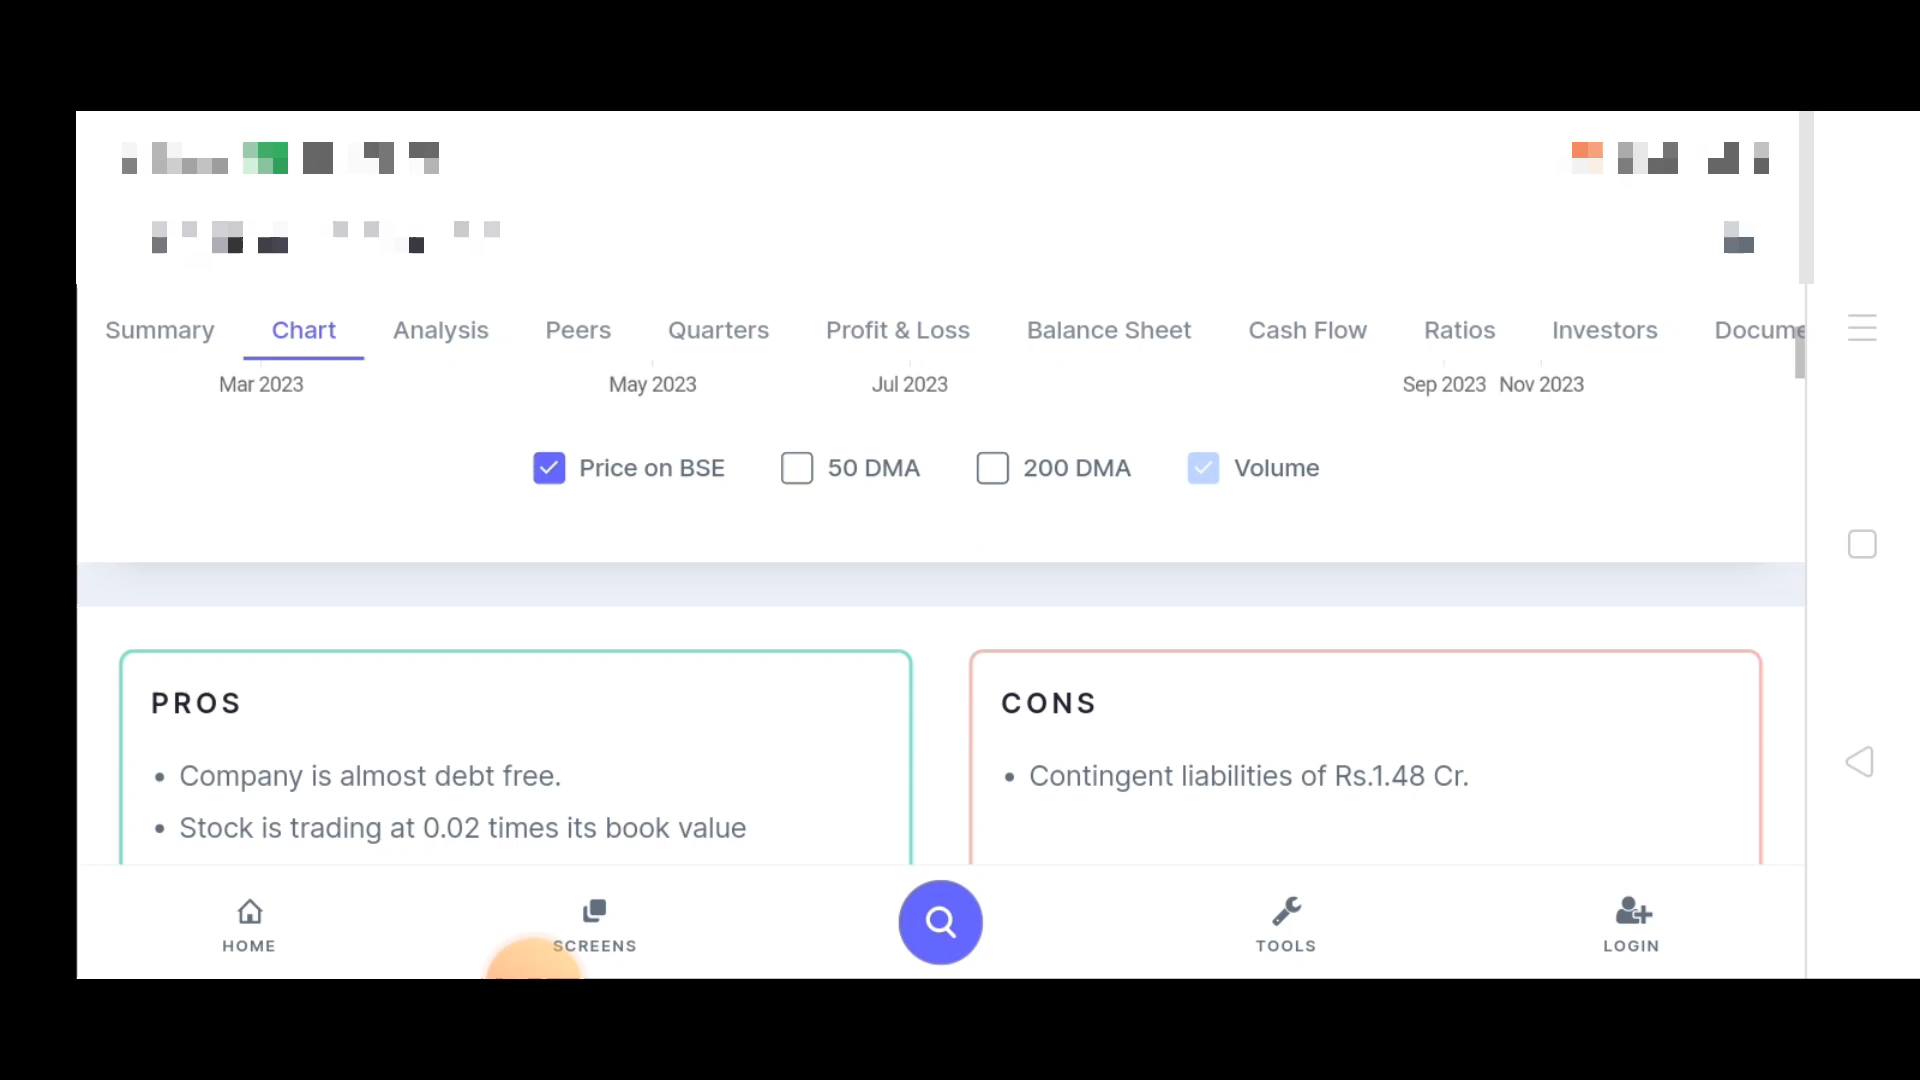 Summary Chart Analysis Peers Quarters Profit & Loss Balance Sheet Cash Flow Ratios Investors Docume
Mar 2023 May 2023 Jul 2023 Sep 2023 Nov 2023
Price on BSE 50 DMA 200 DMA Volume
PROS
Company is almost debt free.
Stock is trading at 0.02 times its book value
CONS
Contingent liabilities of Rs.1.48 Cr.
HOME SCREENS TOOLS LOGIN